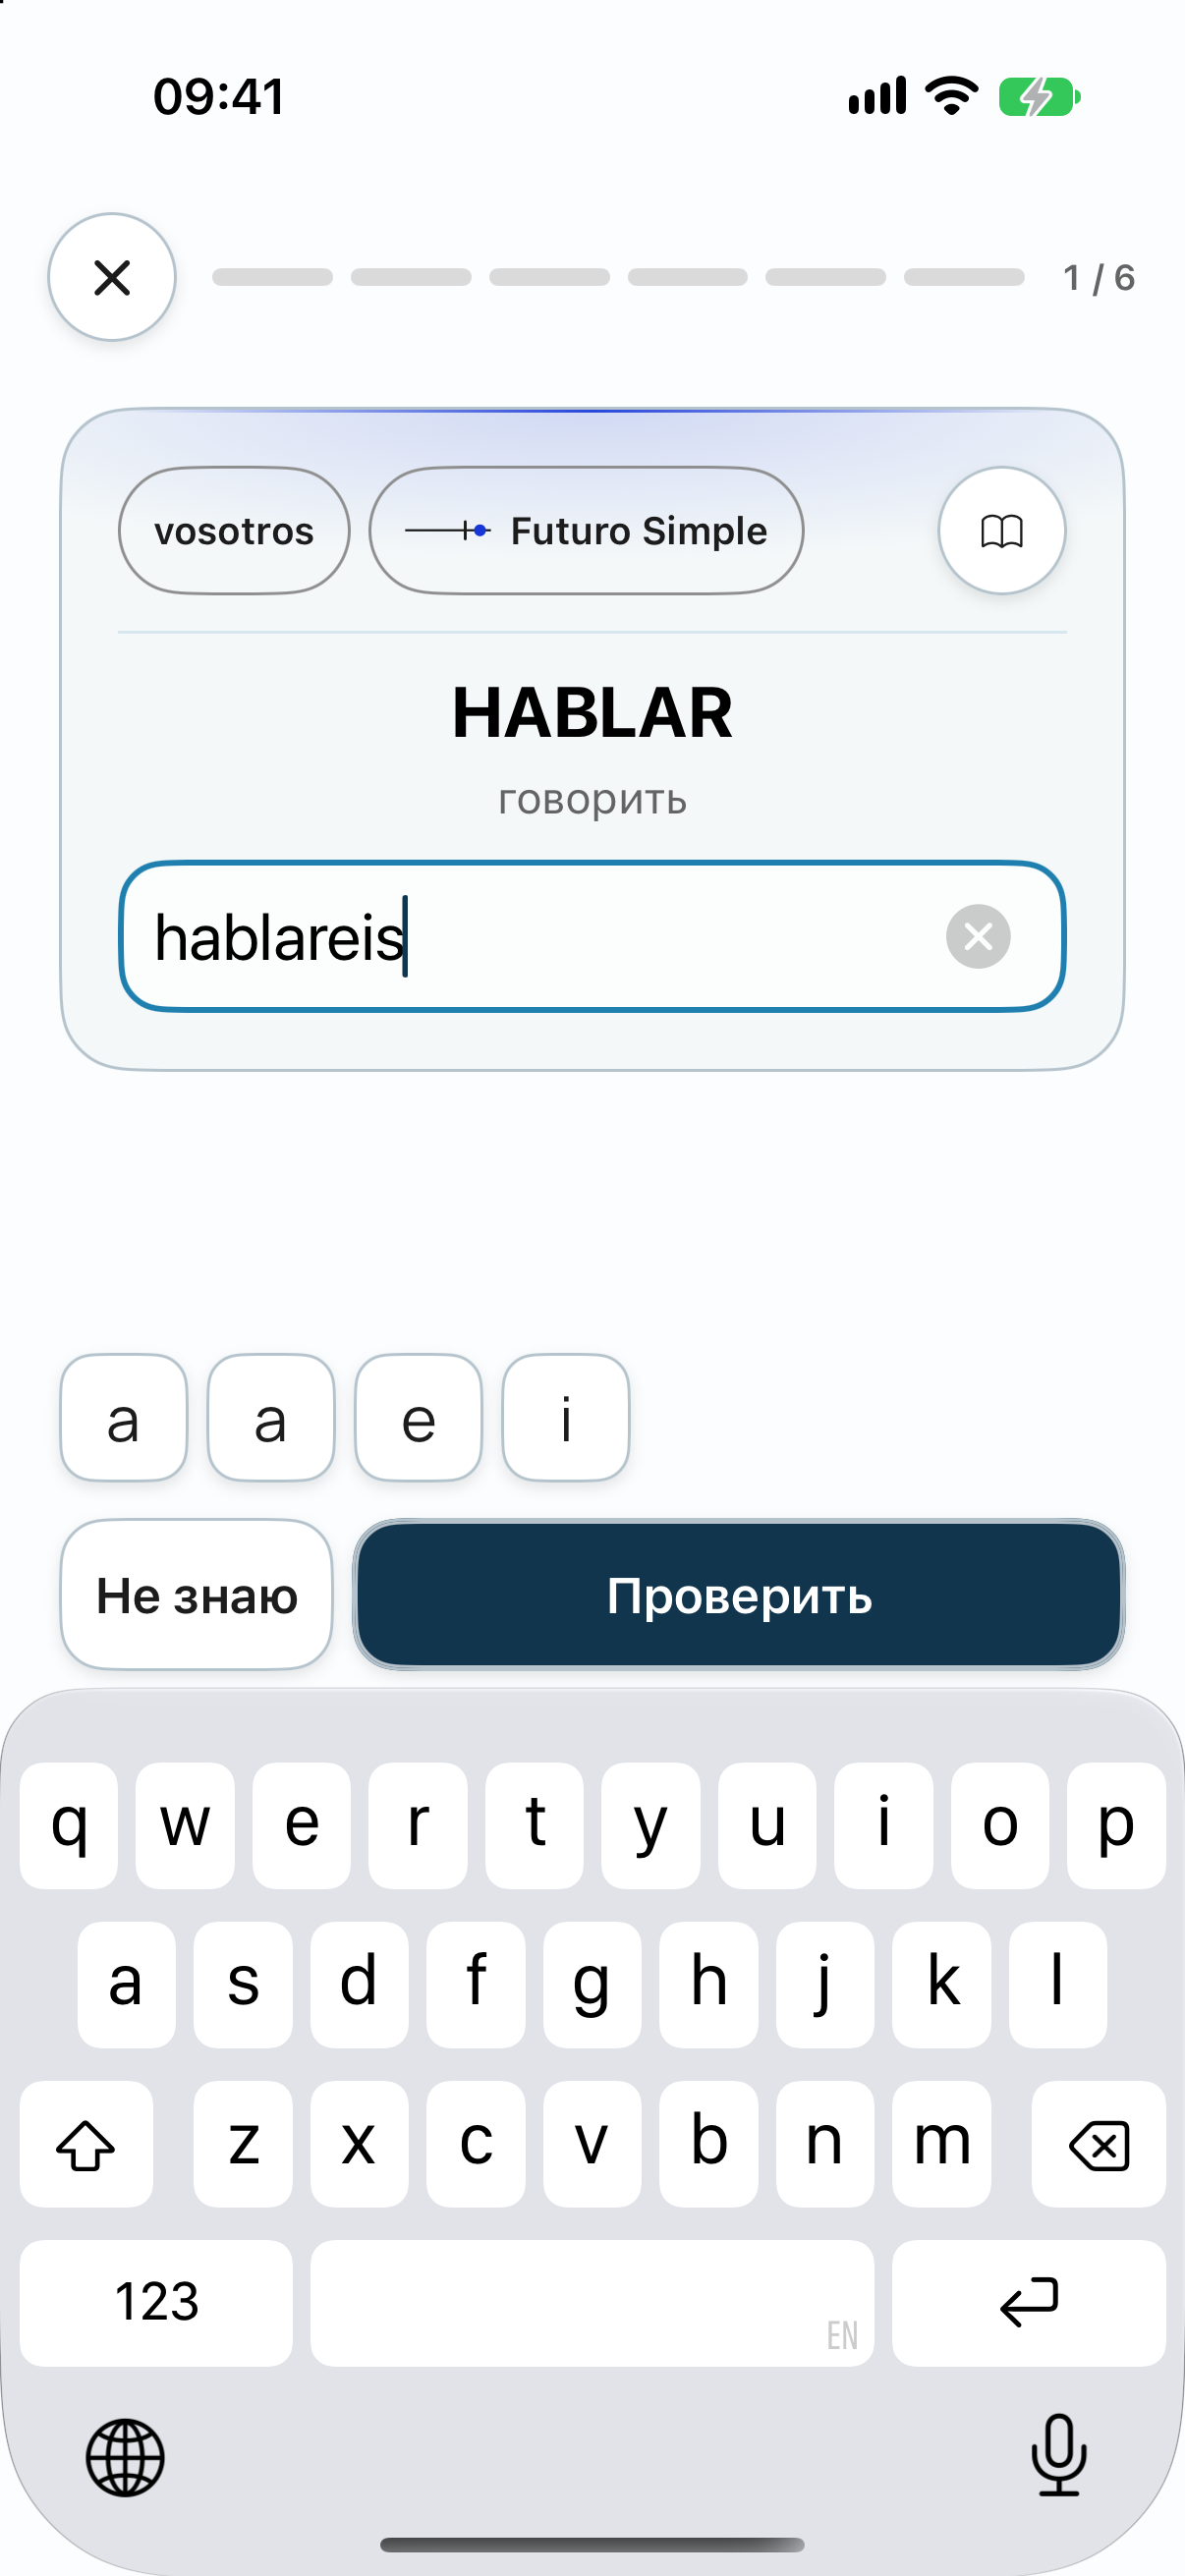 09:41
1 / 6
vosotros Futuro Simple
HABLAR
говорить
hablareis
a a e i
Не знаю Проверить
q w e r t y u i o p
a s d f g h j k l
z x c v b n m
123 EN